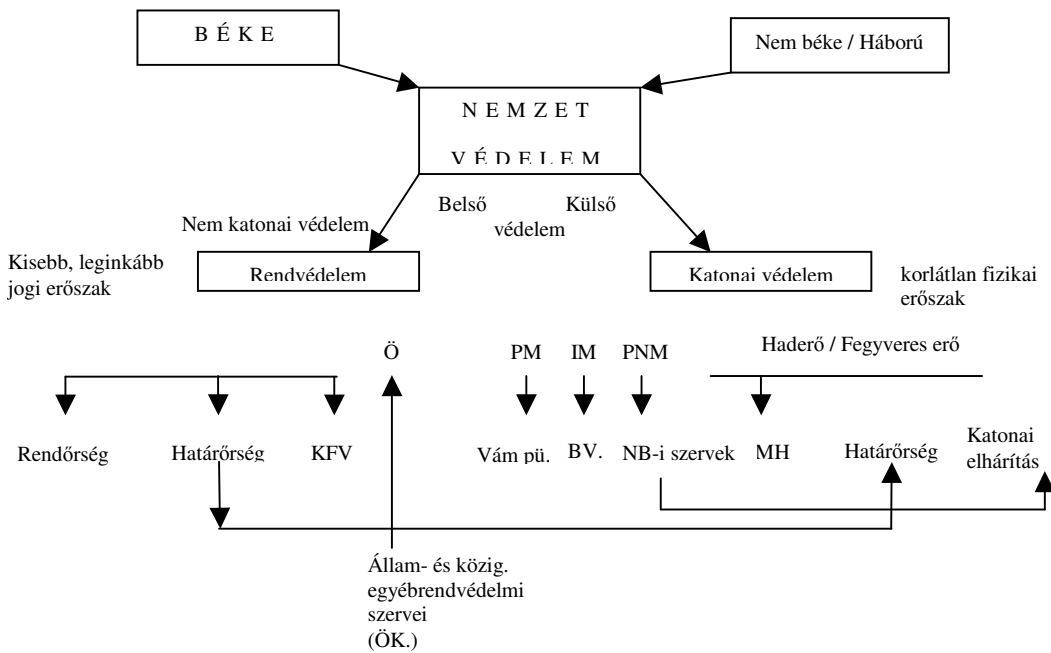 B É K E
Nem béke / Háború
N E M Z E T
V É D E L E M
Belső Külső
védelem
Nem katonai védelem
Kisebb, leginkább
jogi erőszak
Rendvédelem
Katonai védelem
korlátlan fizikai
erőszak
Ö
PM
IM
PNM
Haderő / Fegyveres erő
Rendőrség
Határőrség
KFV
Vám pü.
BV.
NB-i szervek
MH
Határőrség
Katonai
elhárítás
Állam- és közig.
egyébrendvédelmi
szervei
(ÖK.)